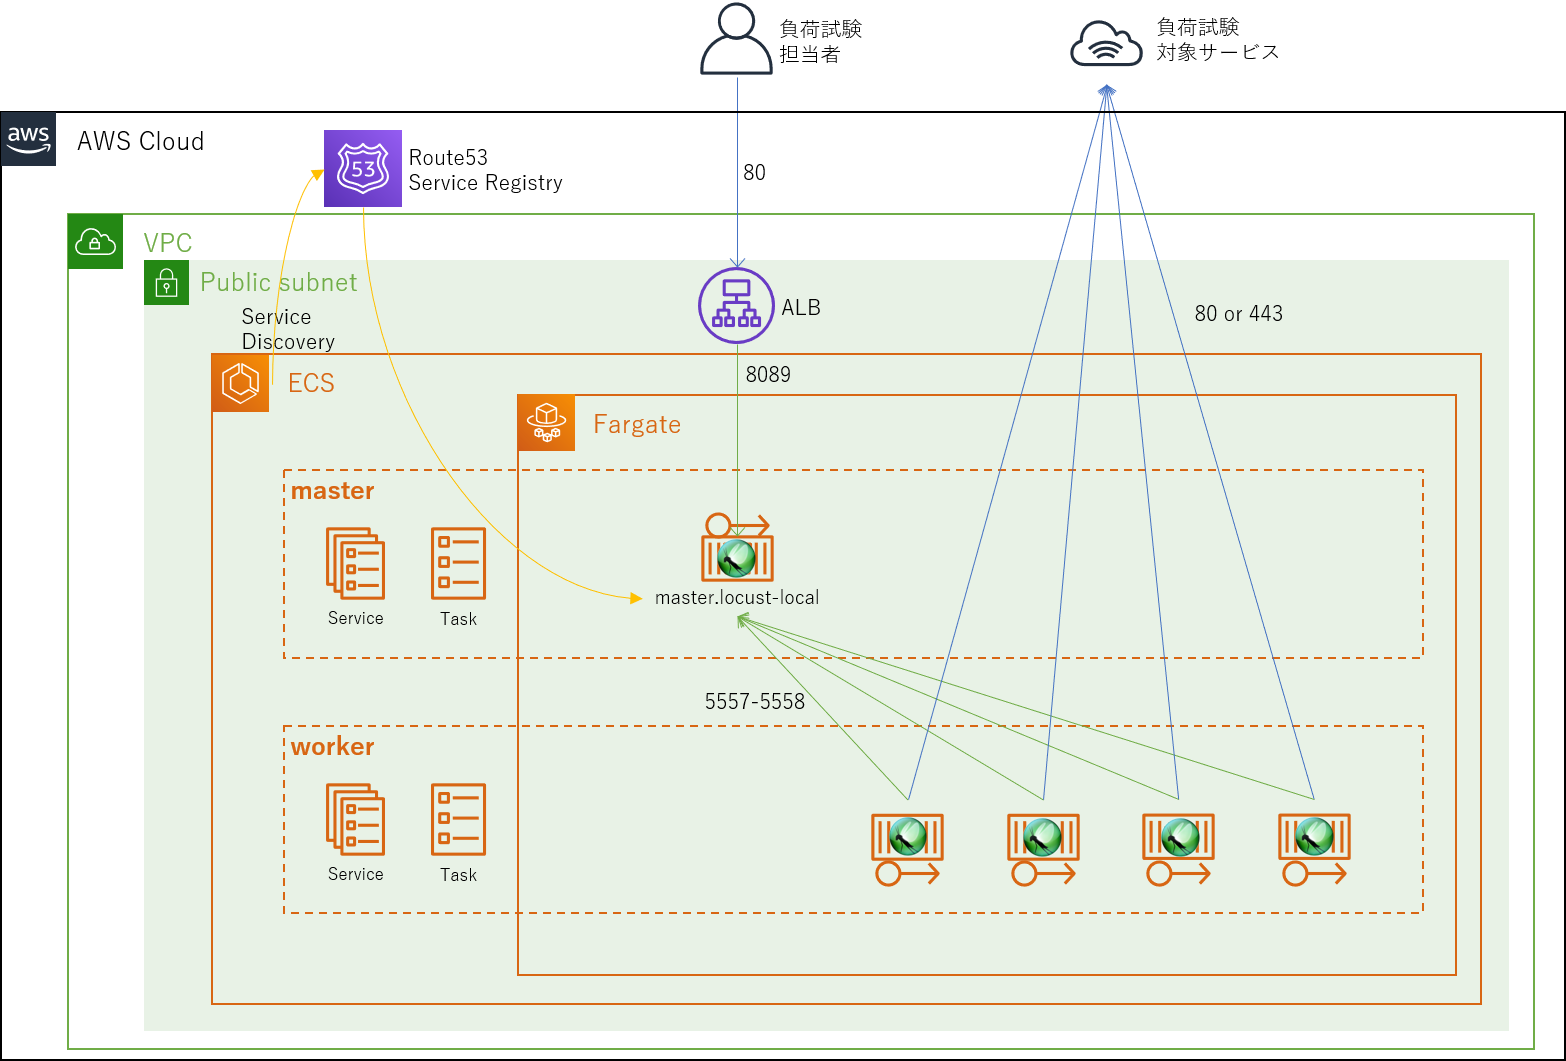 負荷試験
担当者
負荷試験
対象サービス
aws
AWS Cloud
53
Route53
Service Registry
80
VPC
Public subnet
Service
Discovery
ALB
80 or 443
ECS
8089
Fargate
master
Service
Task
master.locust-local
5557-5558
worker
Service
Task